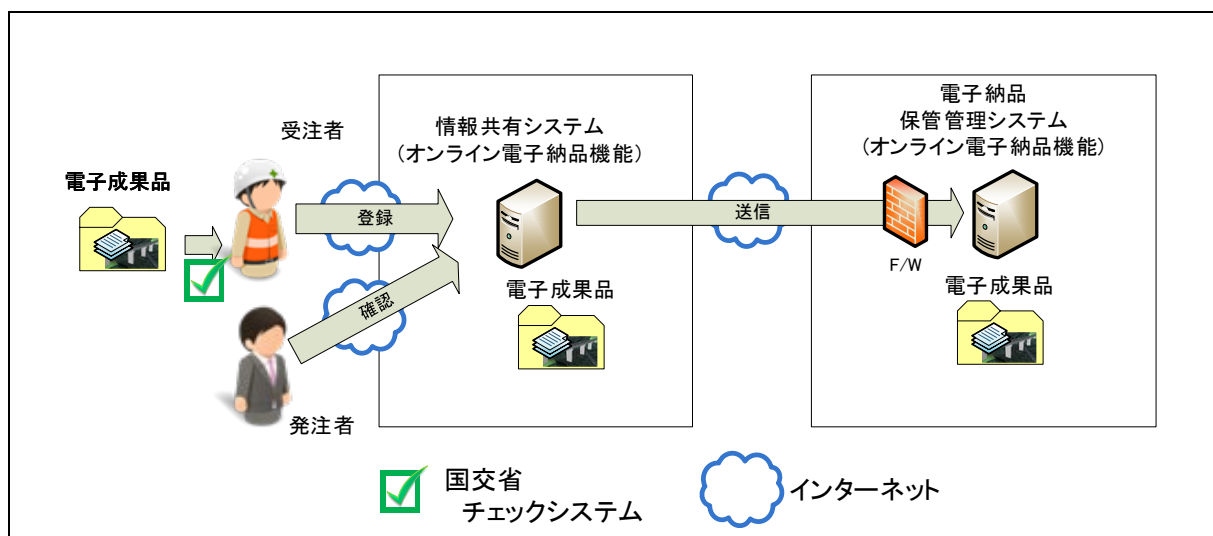 電子成果品
受注者
発注者
登録
確認
情報共有システム
（オンライン電子納品機能）
電子成果品
送信
電子納品
保管管理システム
（オンライン電子納品機能）
F/W
電子成果品
国交省
チェックシステム
インターネット